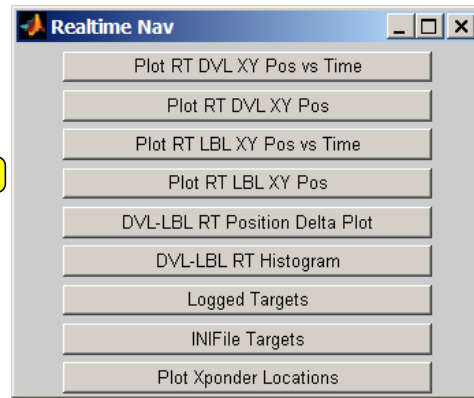 Realtime Nav
Plot RT DVL XY Pos vs Time
Plot RT DVL XY Pos
Plot RT LBL XY Pos vs Time
Plot RT LBL XY Pos
DVL-LBL RT Position Delta Plot
DVL-LBL RT Histogram
Logged Targets
INIFile Targets
Plot Xponder Locations